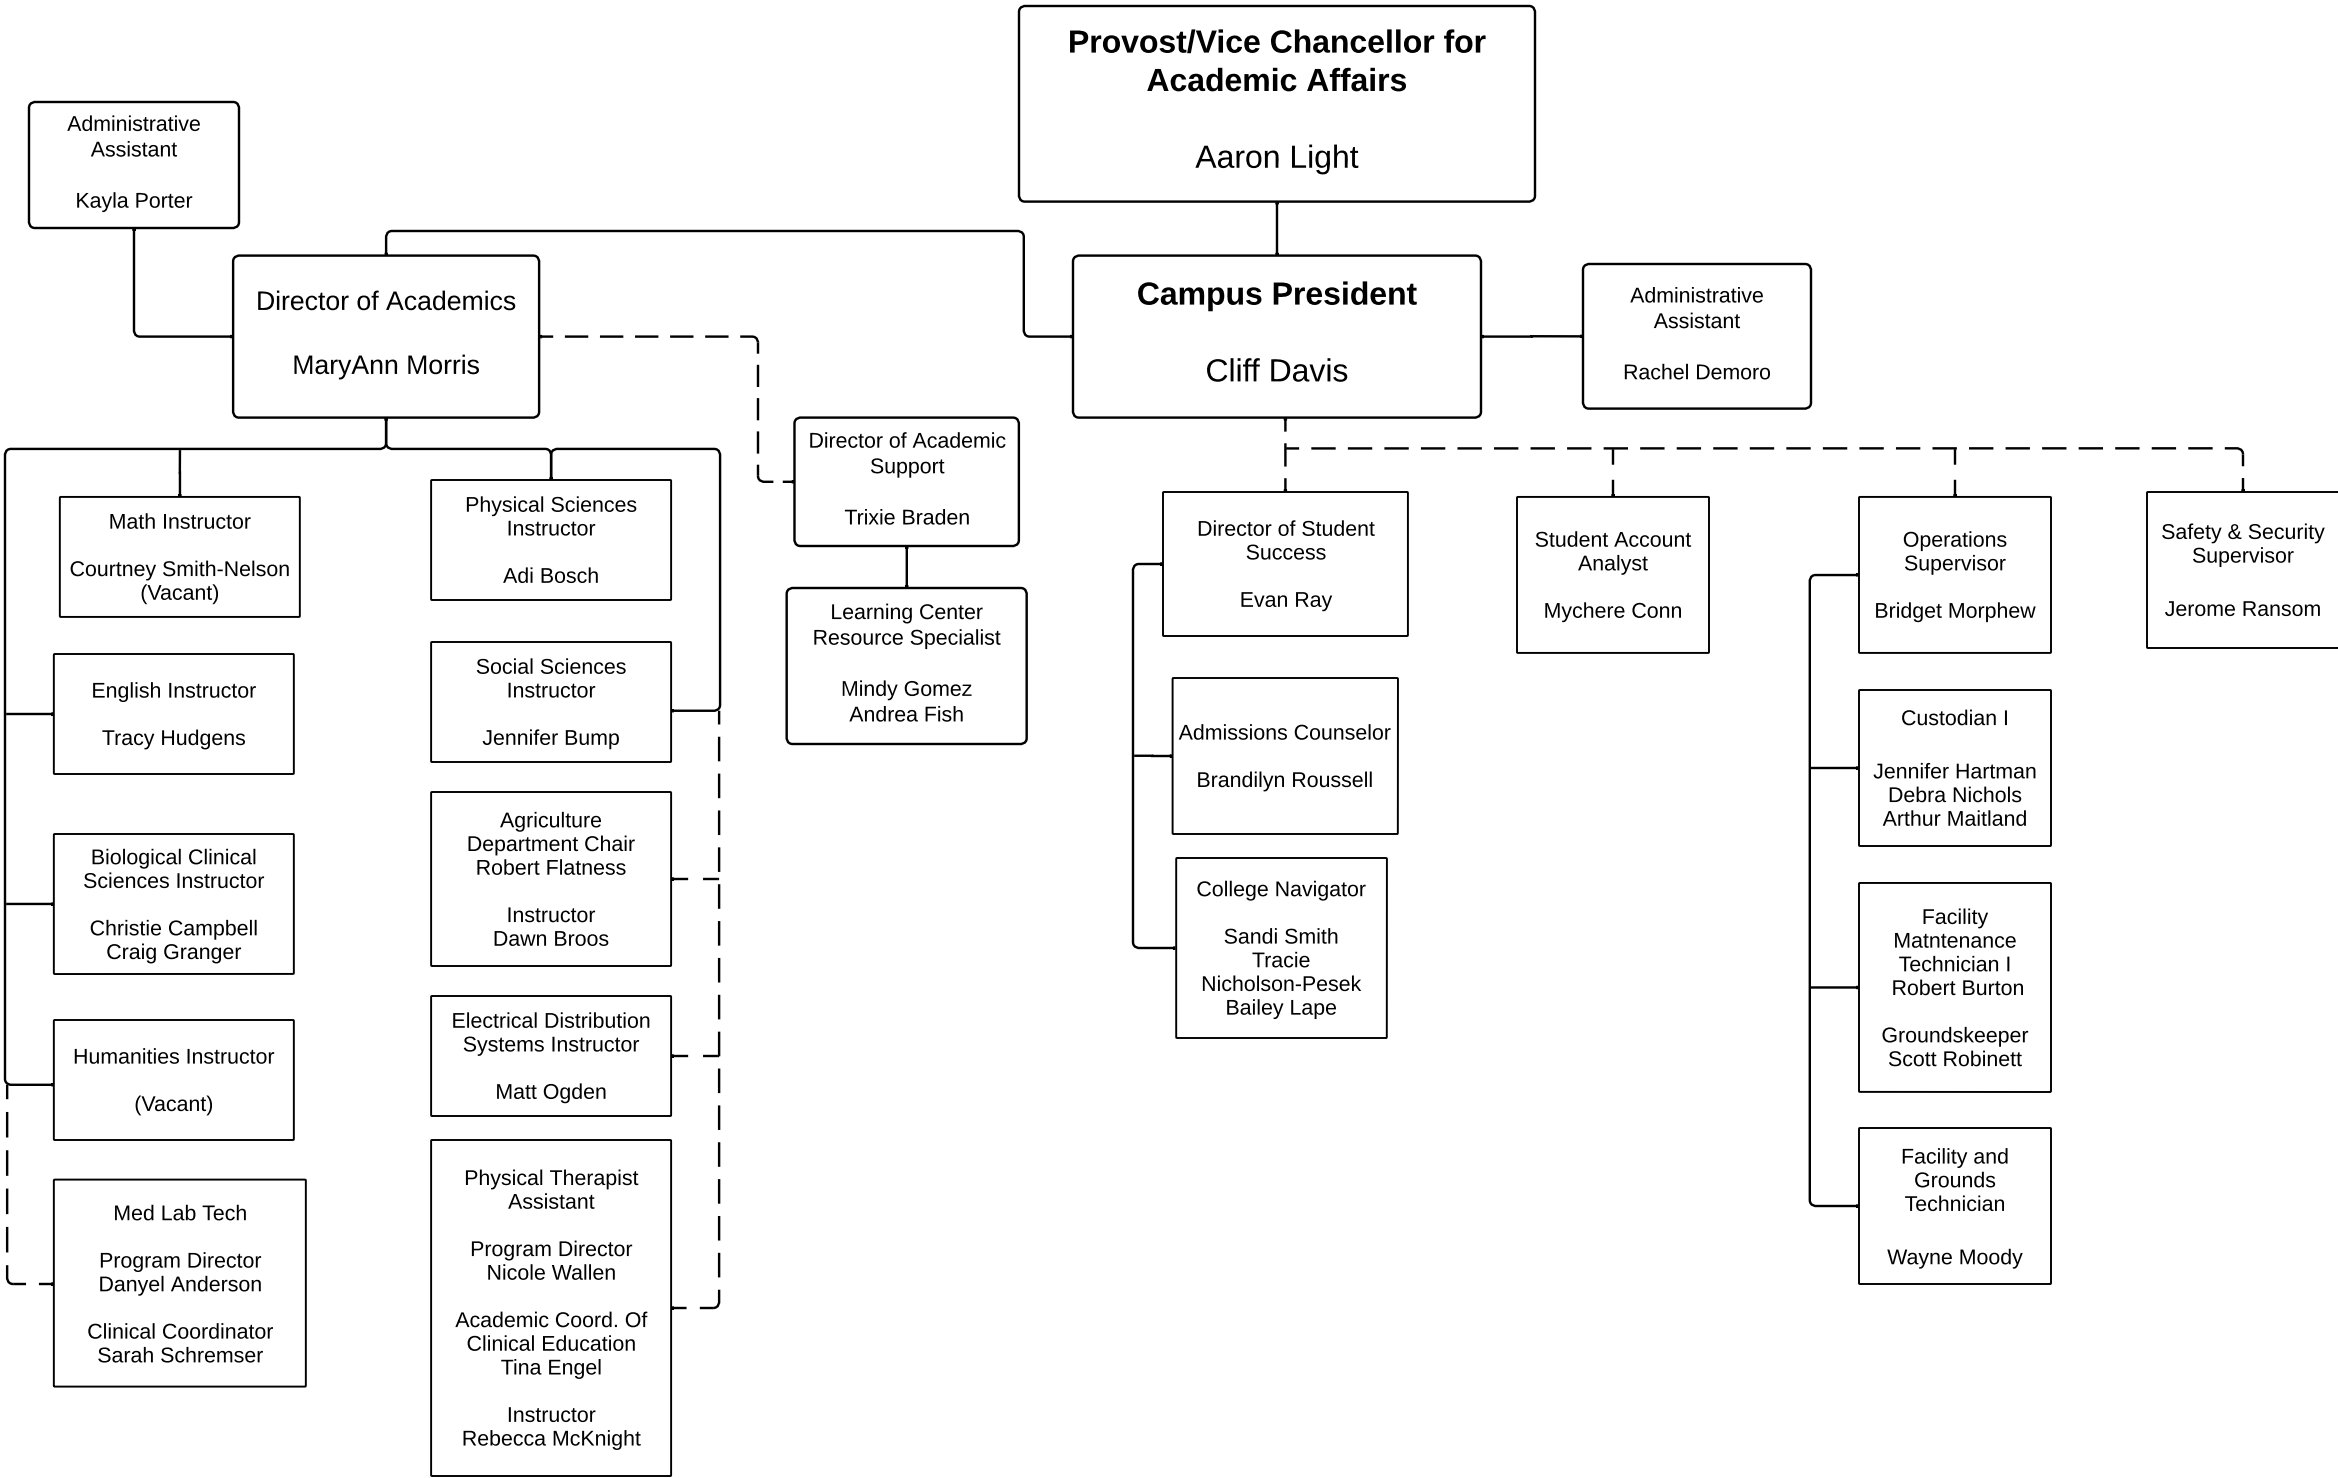 Provost/Vice Chancellor for
Academic Affairs
Aaron Light
Administrative
Assistant
Kayla Porter
Director of Academics
MaryAnn Morris
Campus President
Cliff Davis
Administrative
Assistant
Rachel Demoro
Director of Academic
Support
Trixie Braden
Learning Center
Resource Specialist
Mindy Gomez
Andrea Fish
Math Instructor
Courtney Smith-Nelson
(Vacant)
English Instructor
Tracy Hudgens
Biological Clinical
Sciences Instructor
Christie Campbell
Craig Granger
Humanities Instructor
(Vacant)
Med Lab Tech
Program Director
Danyel Anderson
Clinical Coordinator
Sarah Schremser
Physical Sciences
Instructor
Adi Bosch
Social Sciences
Instructor
Jennifer Bump
Agriculture
Department Chair
Robert Flatness
Instructor
Dawn Broos
Electrical Distribution
Systems Instructor
Matt Ogden
Physical Therapist
Assistant
Program Director
Nicole Wallen
Academic Coord. Of
Clinical Education
Tina Engel
Instructor
Rebecca McKnight
Director of Student
Success
Evan Ray
Admissions Counselor
Brandilyn Roussell
College Navigator
Sandi Smith
Tracie
Nicholson-Pesek
Bailey Lape
Student Account
Analyst
Mychere Conn
Operations
Supervisor
Bridget Morphew
Custodian I
Jennifer Hartman
Debra Nichols
Arthur Maitland
Facility
Matntenance
Technician I
Robert Burton
Groundskeeper
Scott Robinett
Facility and
Grounds
Technician
Wayne Moody
Safety & Security
Supervisor
Jerome Ransom